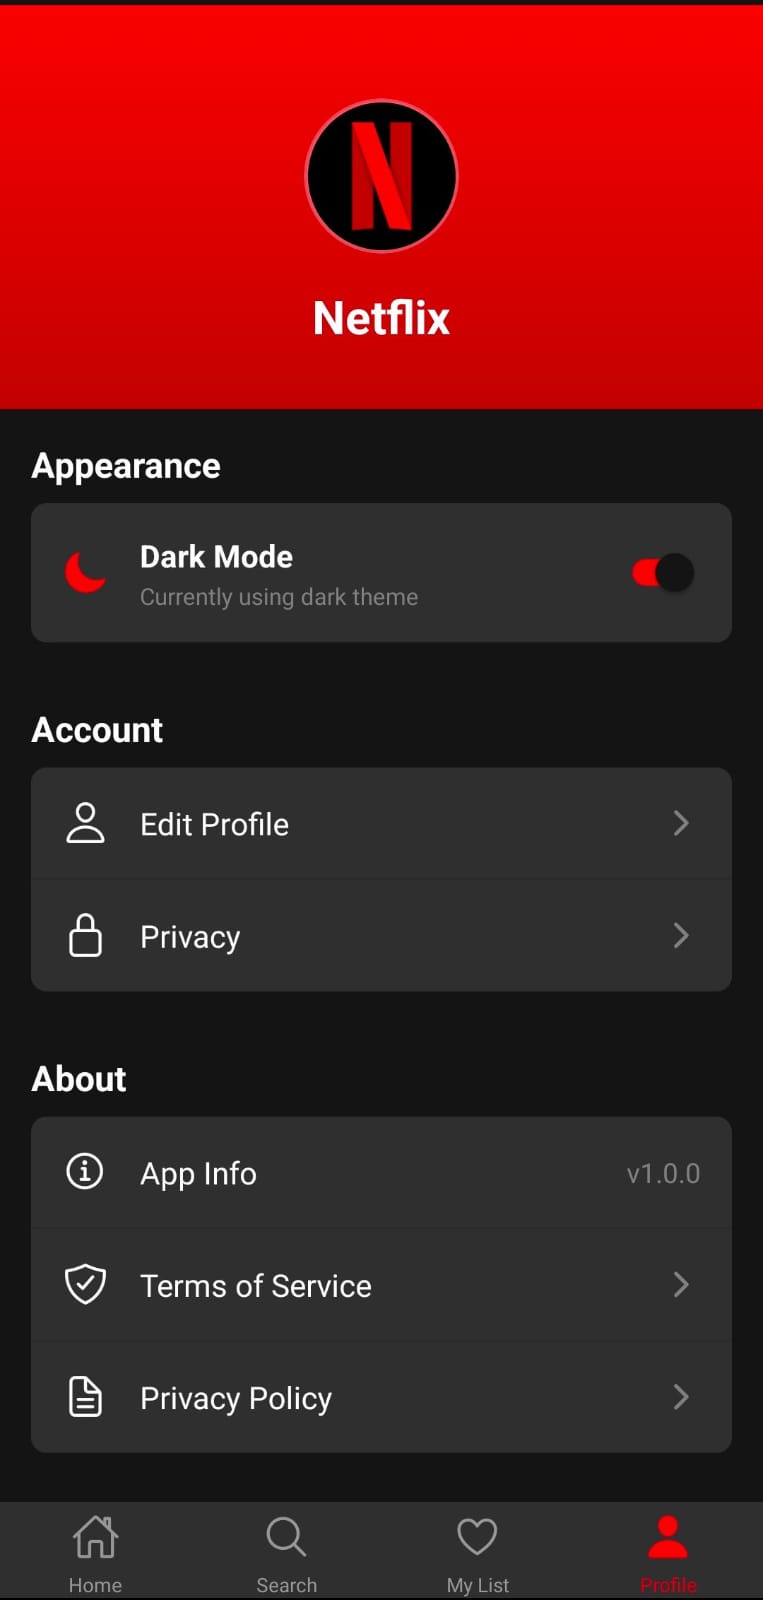 N
Netflix
Appearance
Dark Mode
Currently using dark theme
Account
Edit Profile
Privacy
About
App Info v1.0.0
Terms of Service
Privacy Policy
Home Search My List Profile